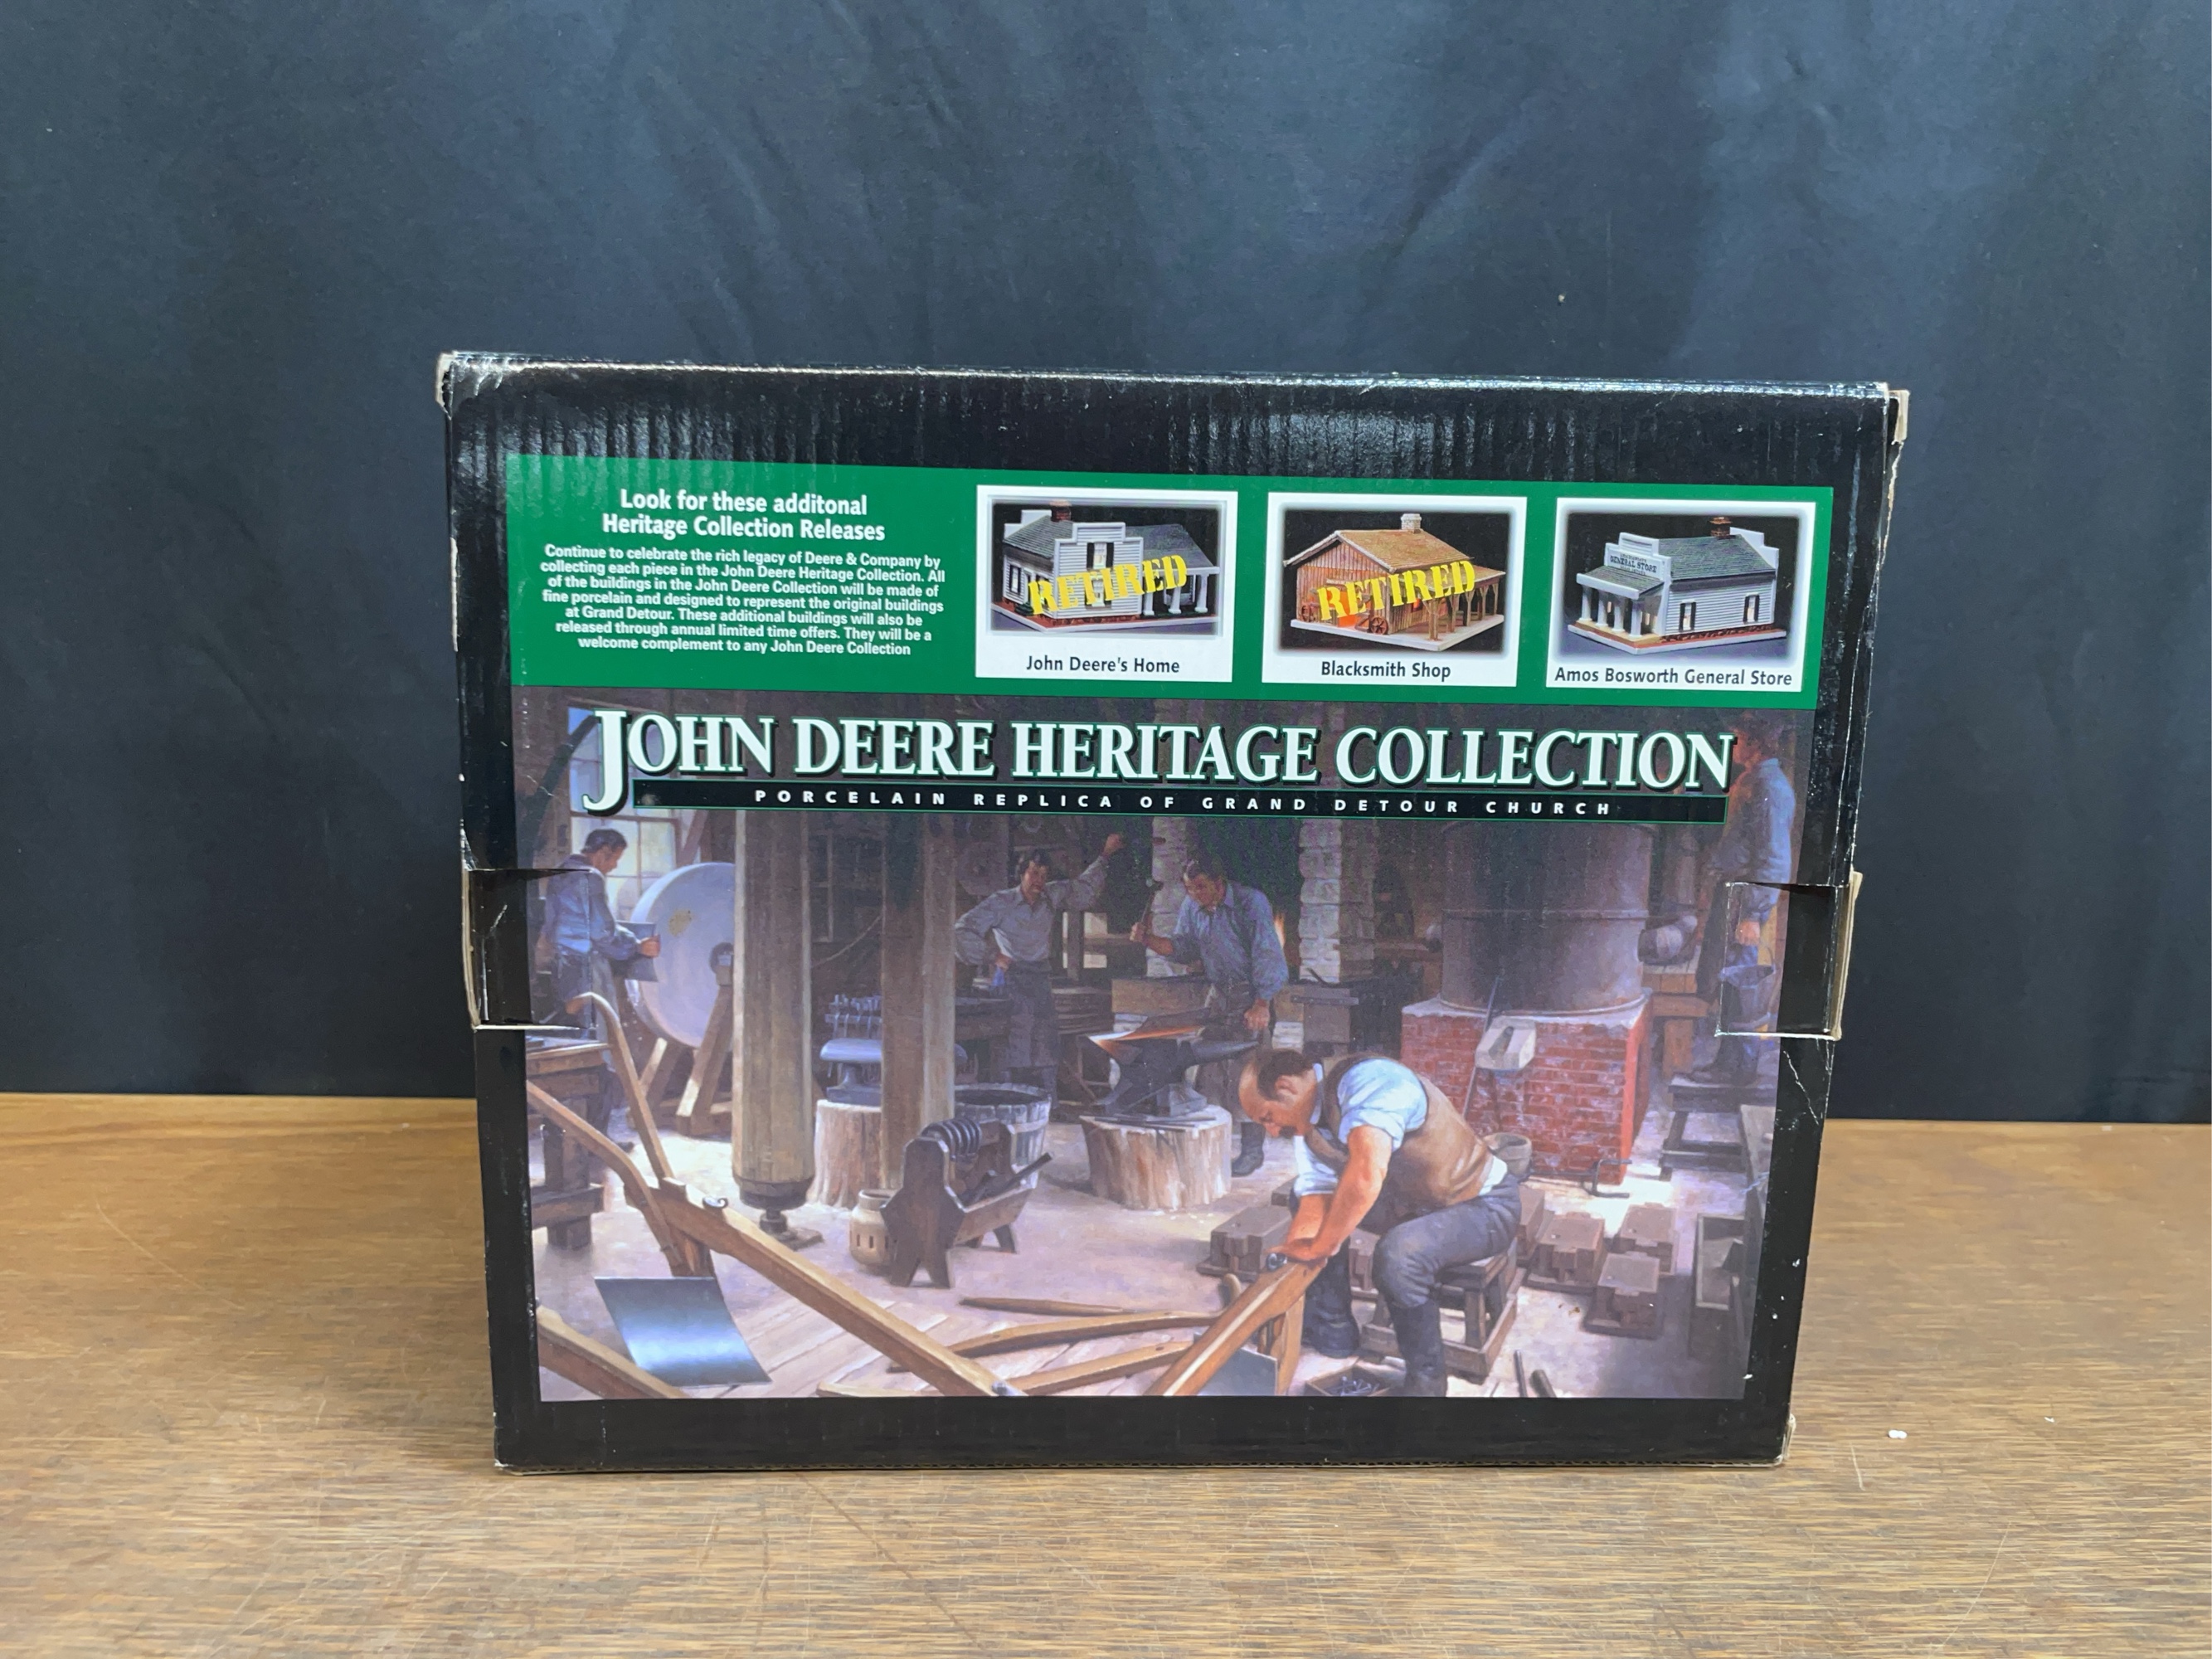 Look for these additonal
Heritage Collection Releases
Continue to celebrate the rich legacy of Deere & Company by
collecting each piece in the John Deere Heritage Collection. All
of the buildings in the John Deere Collection will be made of
fine porcelain and designed to represent the original buildings
at Grand Detour. These additional buildings will also be
released through annual limited time offers. They will be a
welcome complement to any John Deere Collection
RETIRED
John Deere's Home
RETIRED
Blacksmith Shop
GENERAL STORE
Amos Bosworth General Store
JOHN DEERE HERITAGE COLLECTION
PORCELAIN REPLICA OF GRAND DETOUR CHURCH